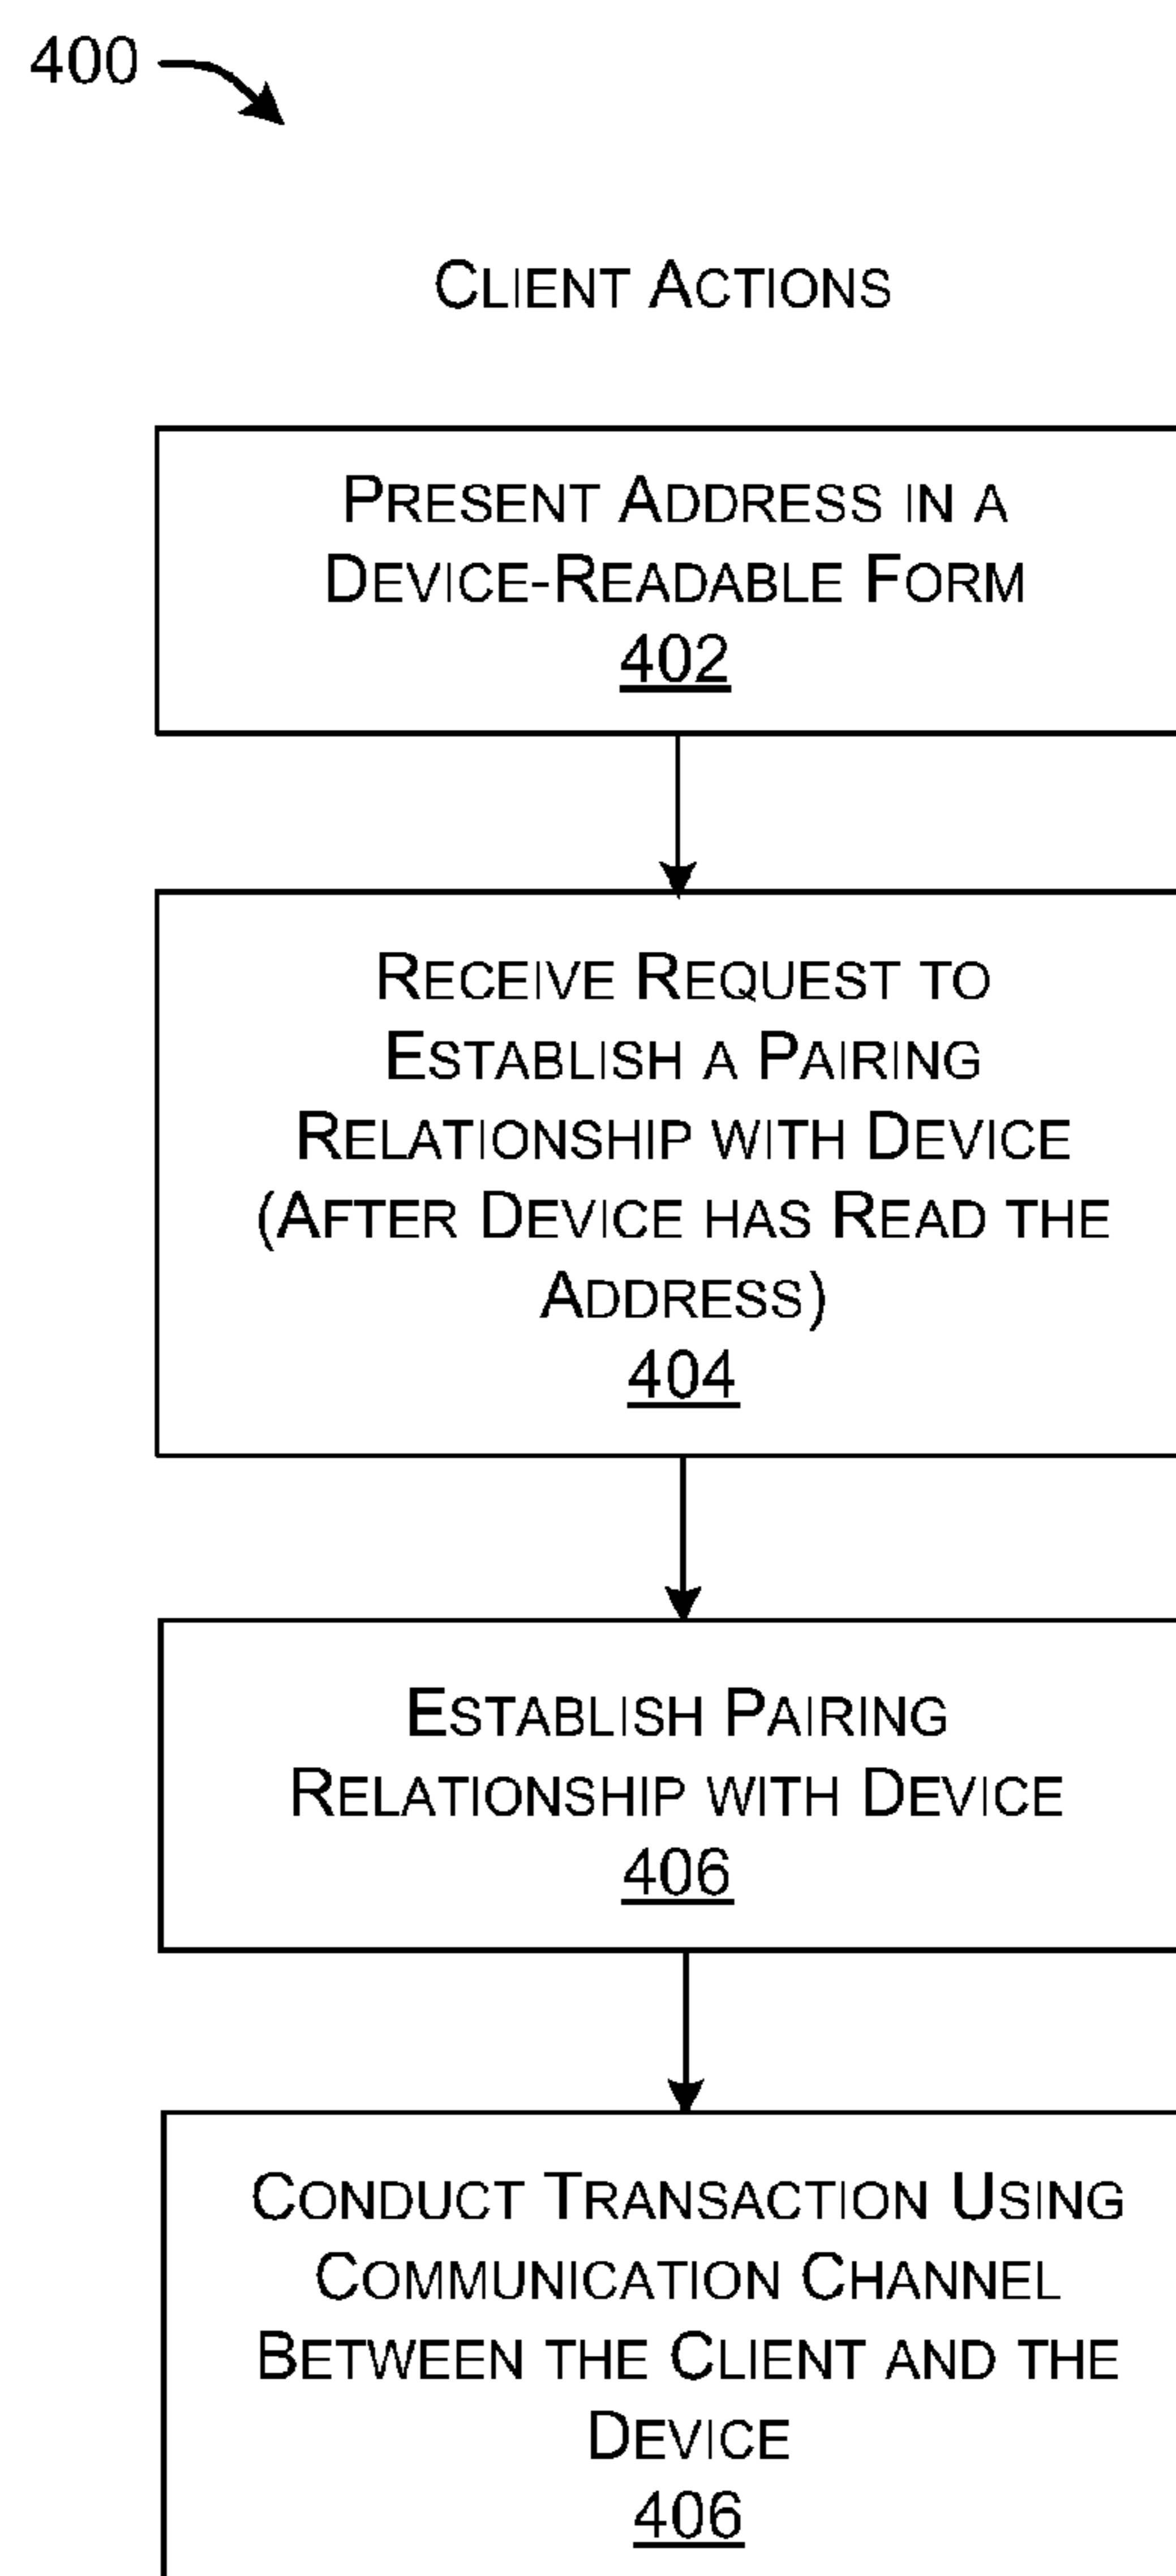 400
CLIENT ACTIONS
PRESENT ADDRESS IN A
DEVICE-READABLE FORM
402
RECEIVE REQUEST TO
ESTABLISH A PAIRING
RELATIONSHIP WITH DEVICE
(AFTER DEVICE HAS READ THE
ADDRESS)
404
ESTABLISH PAIRING
RELATIONSHIP WITH DEVICE
406
CONDUCT TRANSACTION USING
COMMUNICATION CHANNEL
BETWEEN THE CLIENT AND THE
DEVICE
406